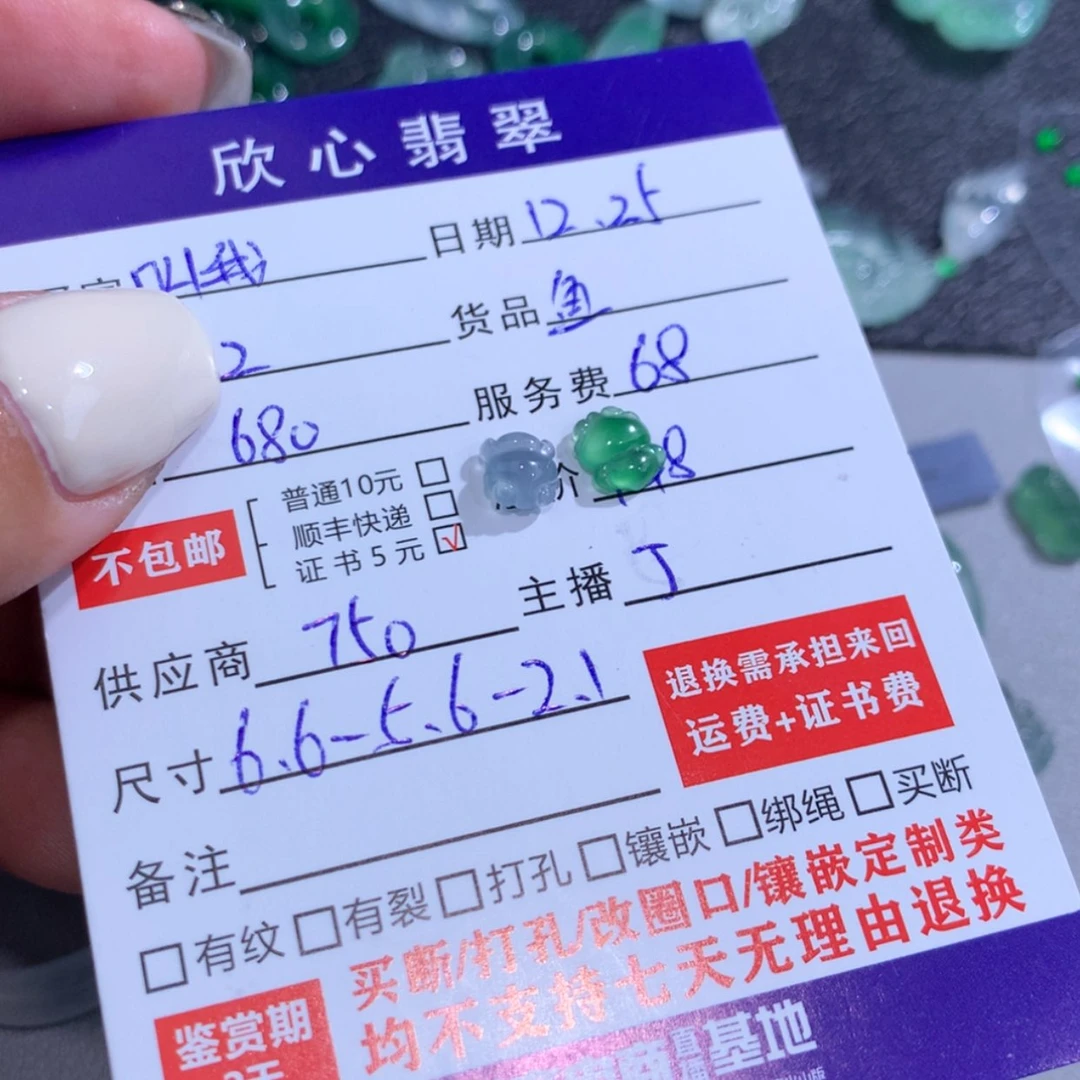 欣心翡翠
叫我 日期 12.25
2 货品 鱼
680 服务费 68
普通10元 介
顺丰快递
不包邮 证书5元 √
供应商 750 主播 J
尺寸 6.6-5.6-2.1 退换需承担来回
运费+证书费
备注
有纹 有裂 打孔 镶嵌 绑绳 买断
买断/打孔/改圈口/镶嵌定制类
均不支持七天无理由退换
鉴赏期
基地